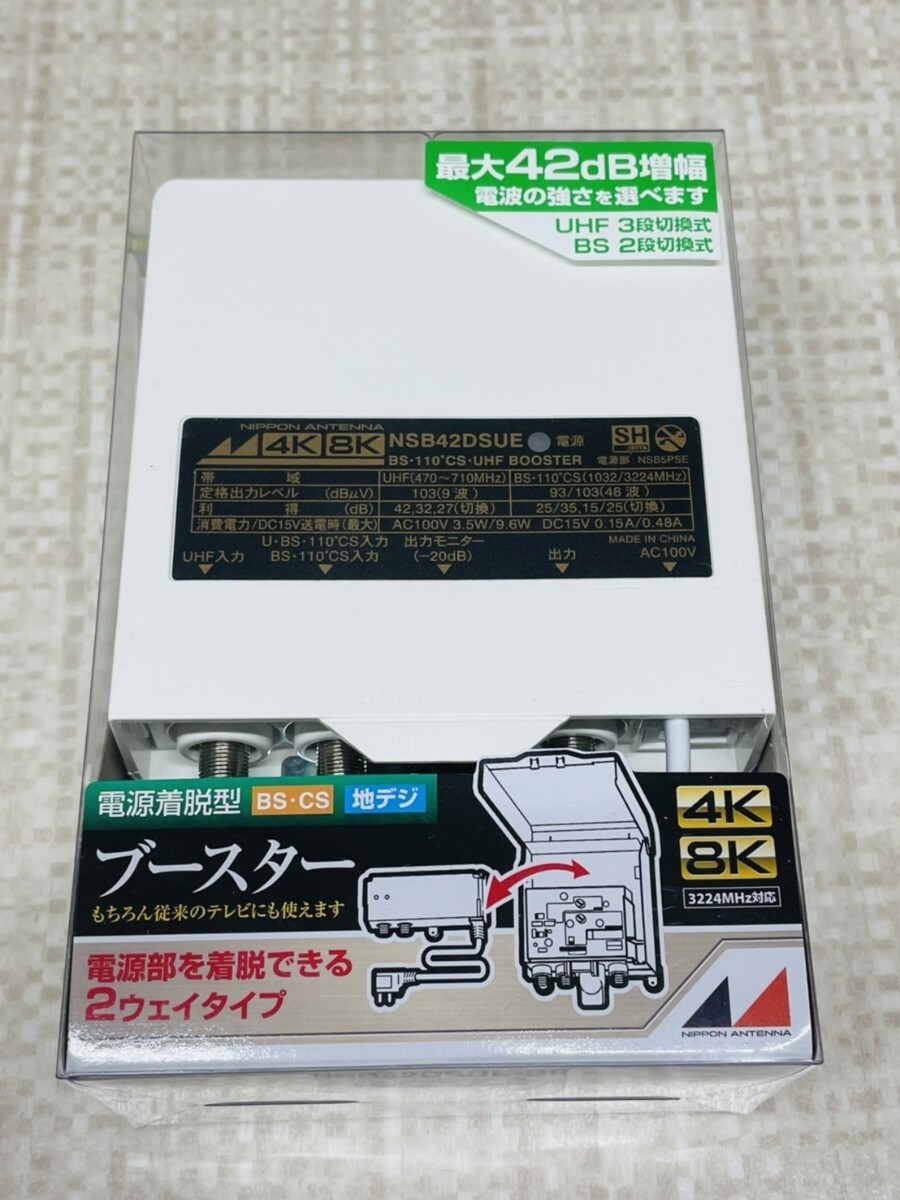 最大42dB増幅
電波の強さを選べます
UHF 3段切換式
BS 2段切換式
NIPPON ANTENNA
4K 8K NSB42DSUE 電源 SH
BS・110°CS・UHF BOOSTER 電源部 NSB5PSE
帯域 UHF(470～710MHz) BS・110°CS(1032/3224MHz)
定格出力レベル (dBμV) 103(9波) 93/103(48波)
利得 (dB) 42,32,27(切換) 25/35,15/25(切換)
消費電力/DC15V送電時(最大) AC100V 3.5W/9.6W DC15V 0.15A/0.48A
U・BS・110°CS入力 出力モニター MADE IN CHINA
UHF入力 BS・110°CS入力 (−20dB) 出力 AC100V
電源着脱型 BS・CS 地デジ
ブースター
もちろん従来のテレビにも使えます
4K
8K
3224MHz対応
電源部を着脱できる
2ウェイタイプ
NIPPON ANTENNA